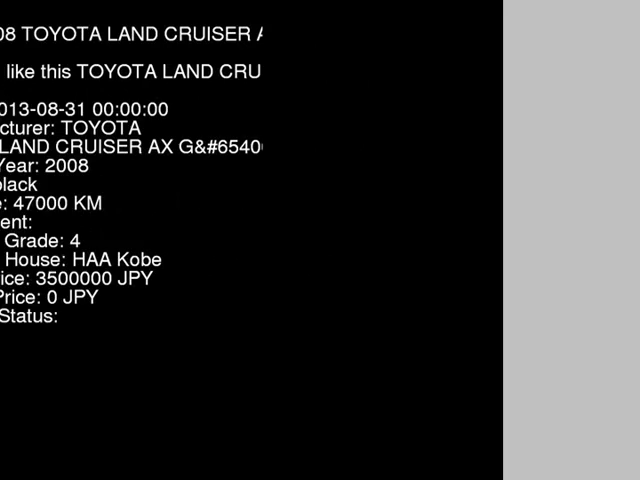 08 TOYOTA LAND CRUISER A
like this TOYOTA LAND CRU
013-08-31 00:00:00
cturer: TOYOTA
LAND CRUISER AX G&#6540
Year: 2008
black
e: 47000 KM
ent:
Grade: 4
House: HAA Kobe
ice: 3500000 JPY
Price: 0 JPY
Status: